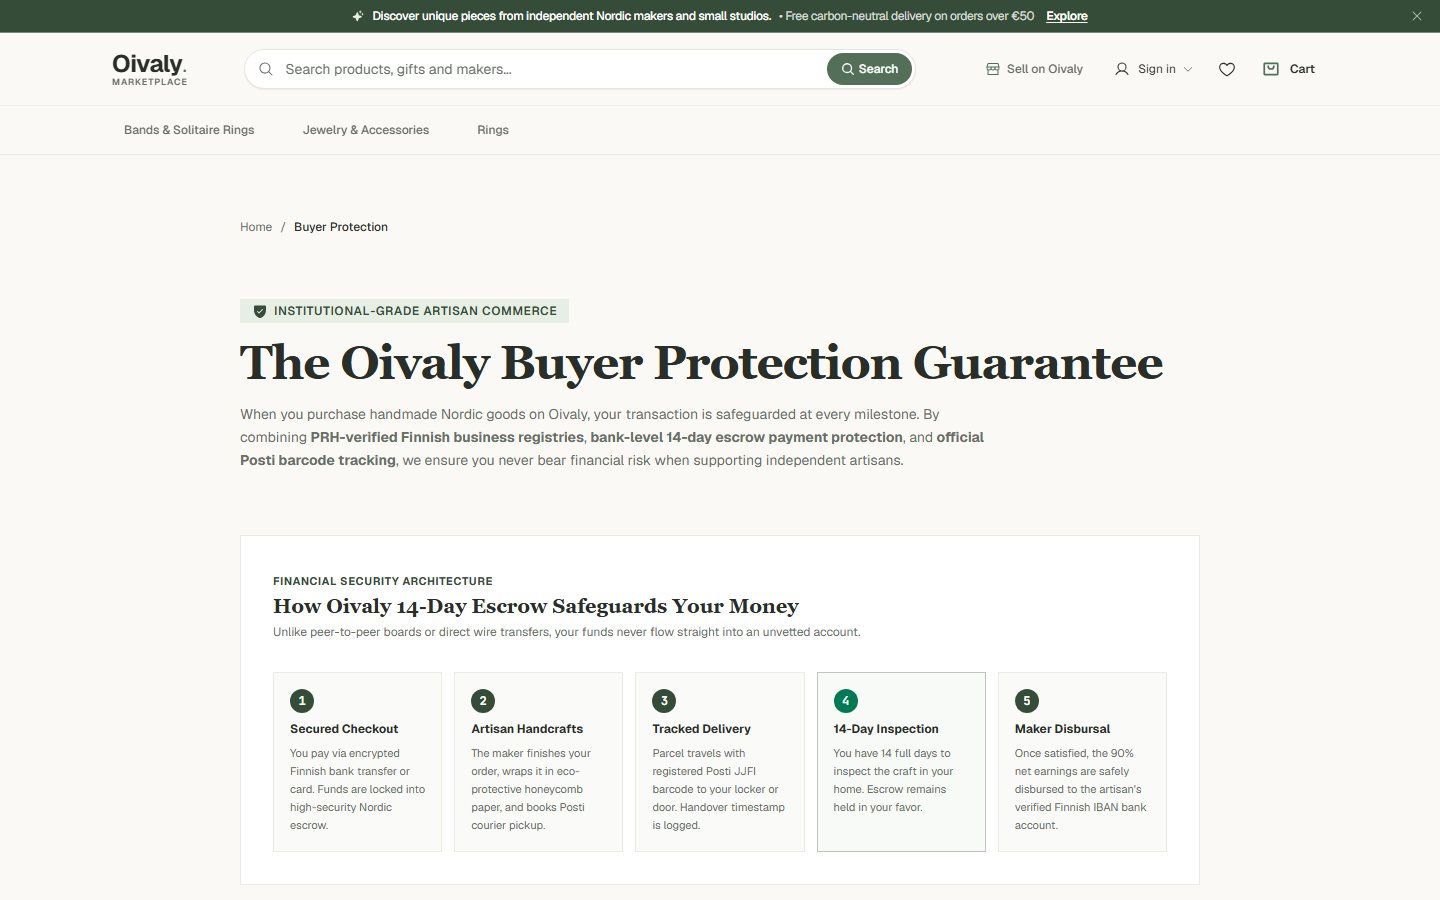 Discover unique pieces from independent Nordic makers and small studios. • Free carbon-neutral delivery on orders over €50 Explore
Oivaly.
MARKETPLACE
Search products, gifts and makers...
Search
Sell on Oivaly
Sign in
Cart
Bands & Solitaire Rings
Jewelry & Accessories
Rings
Home / Buyer Protection
INSTITUTIONAL-GRADE ARTISAN COMMERCE
The Oivaly Buyer Protection Guarantee
When you purchase handmade Nordic goods on Oivaly, your transaction is safeguarded at every milestone. By
combining PRH-verified Finnish business registries, bank-level 14-day escrow payment protection, and official
Posti barcode tracking, we ensure you never bear financial risk when supporting independent artisans.
FINANCIAL SECURITY ARCHITECTURE
How Oivaly 14-Day Escrow Safeguards Your Money
Unlike peer-to-peer boards or direct wire transfers, your funds never flow straight into an unvetted account.
1
Secured Checkout
You pay via encrypted
Finnish bank transfer or
card. Funds are locked into
high-security Nordic
escrow.
2
Artisan Handcrafts
The maker finishes your
order, wraps it in eco-
protective honeycomb
paper, and books Posti
courier pickup.
3
Tracked Delivery
Parcel travels with
registered Posti JJFI
barcode to your locker or
door. Handover timestamp
is logged.
4
14-Day Inspection
You have 14 full days to
inspect the craft in your
home. Escrow remains
held in your favor.
5
Maker Disbursal
Once satisfied, the 90%
net earnings are safely
disbursed to the artisan's
verified Finnish IBAN bank
account.